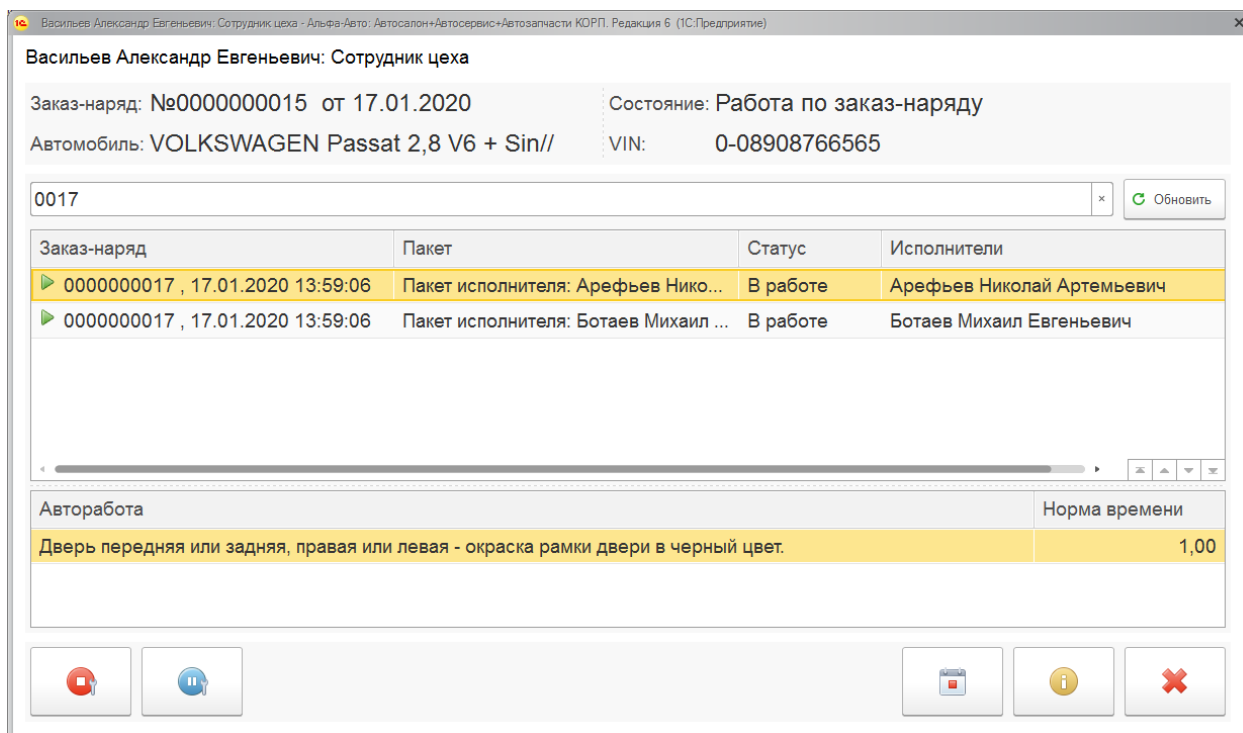 Васильев Александр Евгеньевич: Сотрудник цеха - Альфа-Авто: Автосалон+Автосервис+Автозапчасти КОРП. Редакция 6 (1С:Предприятие)
Васильев Александр Евгеньевич: Сотрудник цеха
Заказ-наряд: №0000000015 от 17.01.2020 Состояние: Работа по заказ-наряду
Автомобиль: VOLKSWAGEN Passat 2,8 V6 + Sin// VIN: 0-08908766565
0017 × Обновить
Заказ-наряд Пакет Статус Исполнители
0000000017 , 17.01.2020 13:59:06 Пакет исполнителя: Арефьев Нико... В работе Арефьев Николай Артемьевич
0000000017 , 17.01.2020 13:59:06 Пакет исполнителя: Ботаев Михаил ... В работе Ботаев Михаил Евгеньевич
Авторабота Норма времени
Дверь передняя или задняя, правая или левая - окраска рамки двери в черный цвет. 1,00